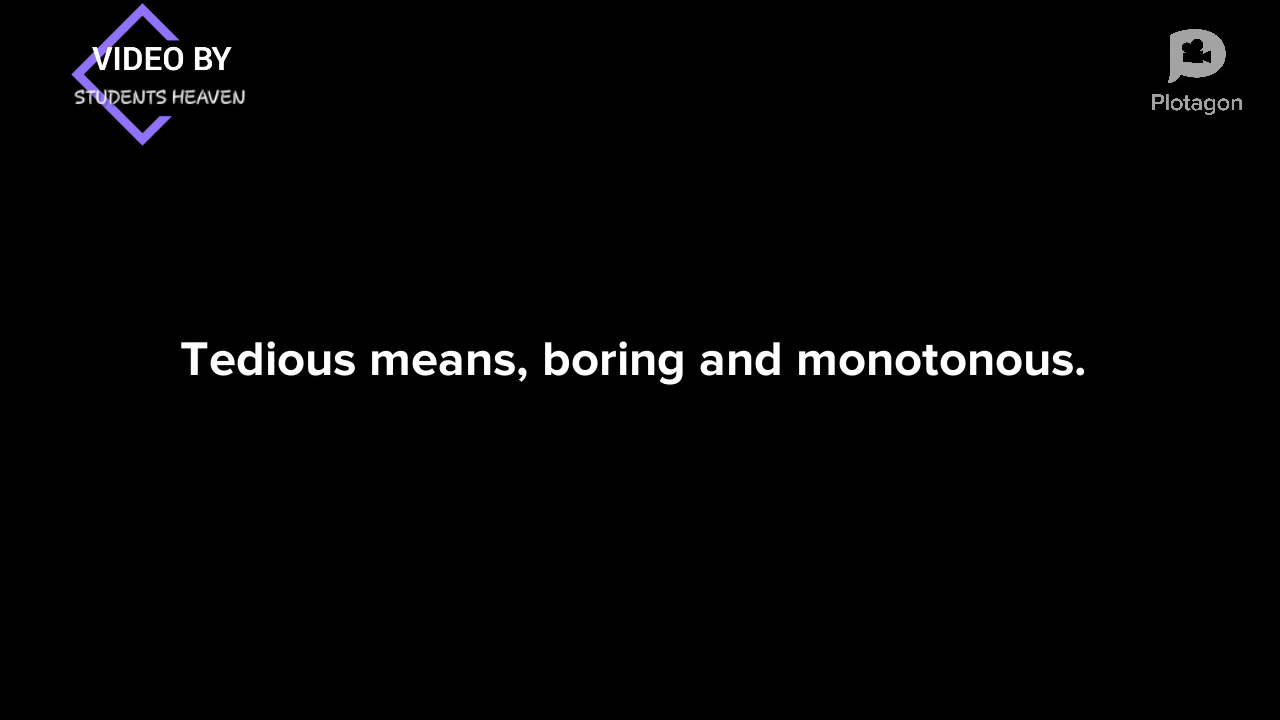 VIDEO BY
STUDENTS HEAVEN
Plotagon
Tedious means, boring and monotonous.